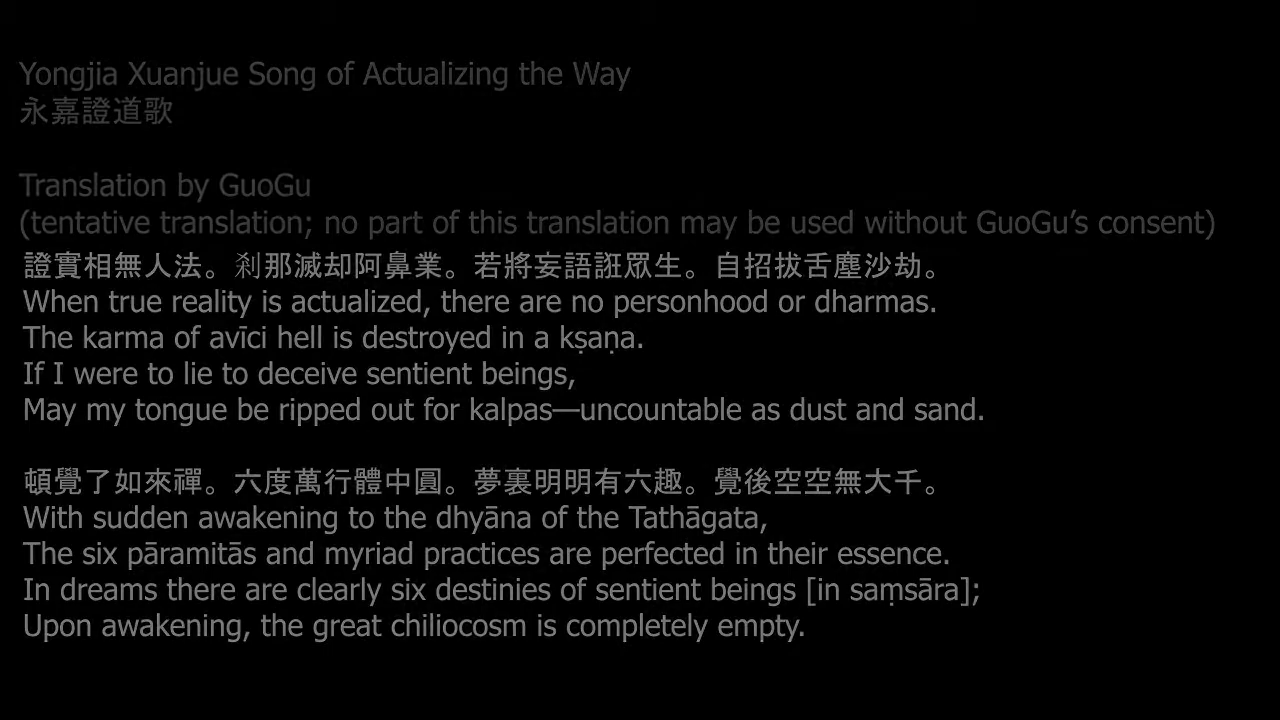 Yongjia Xuanjue Song of Actualizing the Way
永嘉證道歌
Translation by GuoGu
(tentative translation; no part of this translation may be used without GuoGu’s consent)
證實相無人法。剎那滅却阿鼻業。若將妄語誑眾生。自招拔舌塵沙劫。
When true reality is actualized, there are no personhood or dharmas.
The karma of avīci hell is destroyed in a kṣaṇa.
If I were to lie to deceive sentient beings,
May my tongue be ripped out for kalpas—uncountable as dust and sand.
頓覺了如來禪。六度萬行體中圓。夢裏明明有六趣。覺後空空無大千。
With sudden awakening to the dhyāna of the Tathāgata,
The six pāramitās and myriad practices are perfected in their essence.
In dreams there are clearly six destinies of sentient beings [in saṃsāra];
Upon awakening, the great chiliocosm is completely empty.